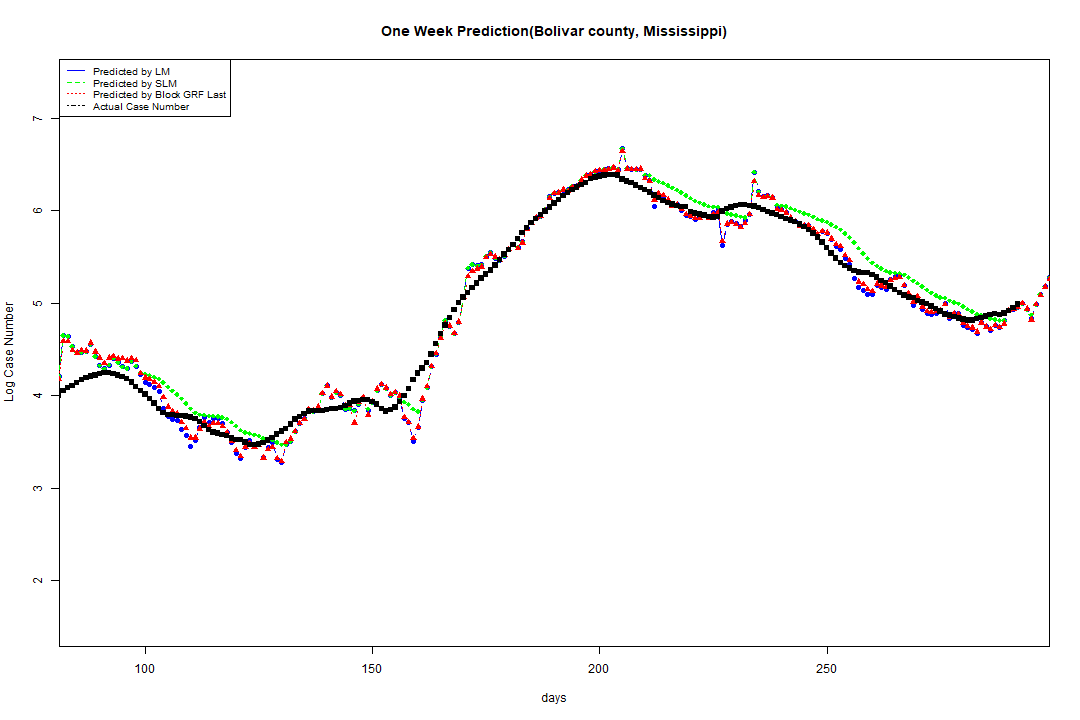 One Week Prediction(Bolivar county, Mississippi)
Predicted by LM
Predicted by SLM
Predicted by Block GRF Last
Actual Case Number
7
6
5
4
3
2
Log Case Number
100 150 200 250
days